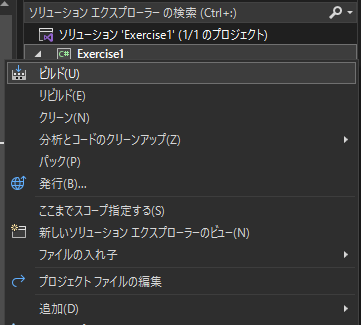 ソリューション エクスプローラー の検索 (Ctrl+:)
ソリューション 'Exercise1' (1/1 のプロジェクト)
C# Exercise1
ビルド(U)
リビルド(E)
クリーン(N)
分析とコードのクリーンアップ(Z)
パック(P)
発行(B)...
ここまでスコープ指定する(S)
新しいソリューション エクスプローラーのビュー(N)
ファイルの入れ子
プロジェクト ファイルの編集
追加(D)